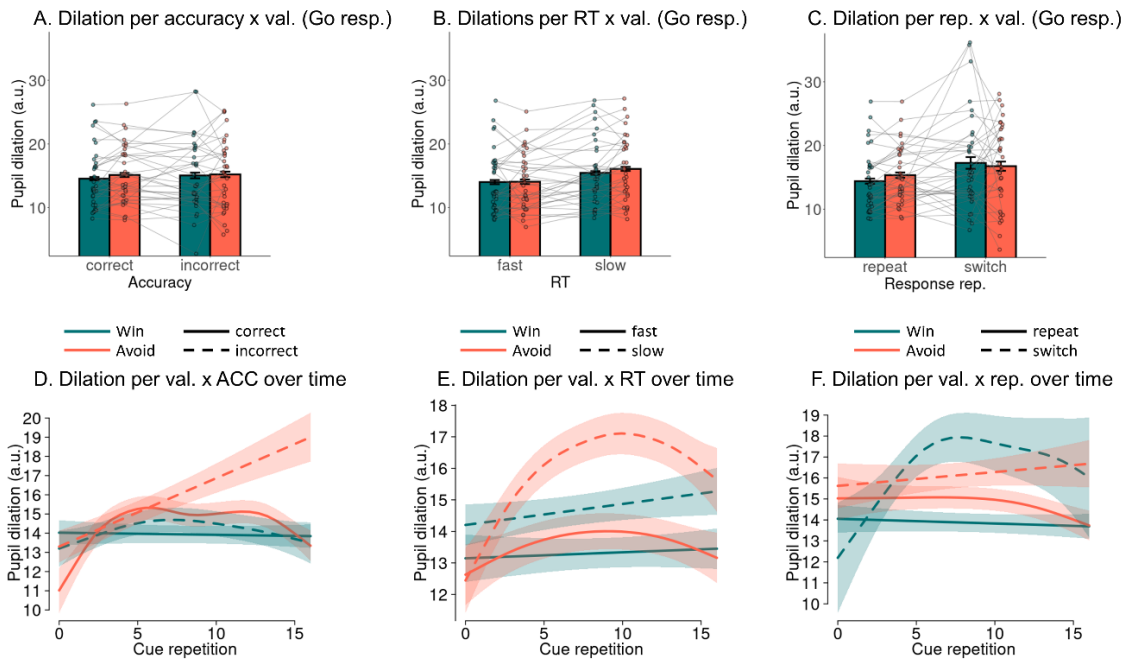 A. Dilation per accuracy x val. (Go resp.)
Pupil dilation (a.u.)
30
20
10
correct incorrect
Accuracy
B. Dilations per RT x val. (Go resp.)
Pupil dilation (a.u.)
30
20
10
fast slow
RT
C. Dilation per rep. x val. (Go resp.)
Pupil dilation (a.u.)
30
20
10
repeat switch
Response rep.
Win correct
Avoid incorrect
D. Dilation per val. x ACC over time
Pupil dilation (a.u.)
20
19
18
17
16
15
14
13
12
11
10
0 5 10 15
Cue repetition
Win fast
Avoid slow
E. Dilation per val. x RT over time
Pupil dilation (a.u.)
18
17
16
15
14
13
12
0 5 10 15
Cue repetition
Win repeat
Avoid switch
F. Dilation per val. x rep. over time
Pupil dilation (a.u.)
19
18
17
16
15
14
13
12
11
10
0 5 10 15
Cue repetition